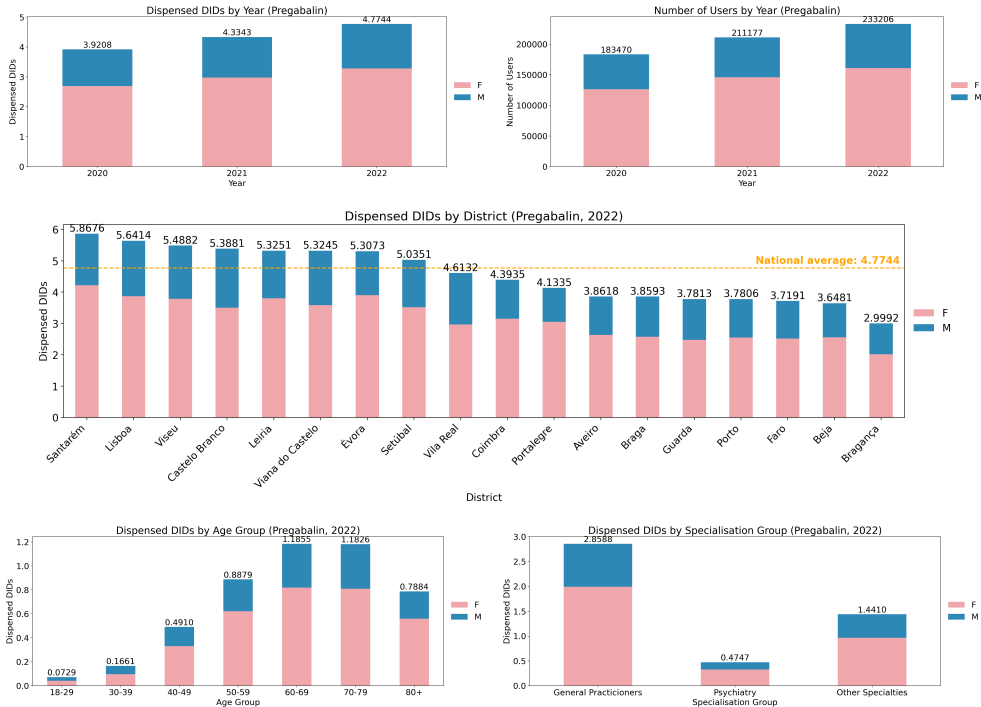 Dispensed DIDs by Year (Pregabalin)
5
4
3
2
1
0
Dispensed DIDs
3.9208
4.3343
4.7744
2020
2021
2022
Year
F
M
Number of Users by Year (Pregabalin)
200000
150000
100000
50000
0
Number of Users
183470
211177
233206
2020
2021
2022
Year
F
M
Dispensed DIDs by District (Pregabalin, 2022)
6
5
4
3
2
1
0
Dispensed DIDs
5.8676
5.6414
5.4882
5.3881
5.3251
5.3245
5.3073
5.0351
4.6132
4.3935
4.1335
3.8618
3.8593
3.7813
3.7806
3.7191
3.6481
2.9992
National average: 4.7744
Santarém
Lisboa
Viseu
Castelo Branco
Leiria
Viana do Castelo
Évora
Setúbal
Vila Real
Coimbra
Portalegre
Aveiro
Braga
Guarda
Porto
Faro
Beja
Bragança
District
F
M
Dispensed DIDs by Age Group (Pregabalin, 2022)
1.2
1.0
0.8
0.6
0.4
0.2
0.0
Dispensed DIDs
0.0729
0.1661
0.4910
0.8879
1.1855
1.1826
0.7884
18-29
30-39
40-49
50-59
60-69
70-79
80+
Age Group
F
M
Dispensed DIDs by Specialisation Group (Pregabalin, 2022)
3.0
2.5
2.0
1.5
1.0
0.5
0.0
Dispensed DIDs
2.8588
0.4747
1.4410
General Practicioners
Psychiatry
Other Specialties
Specialisation Group
F
M